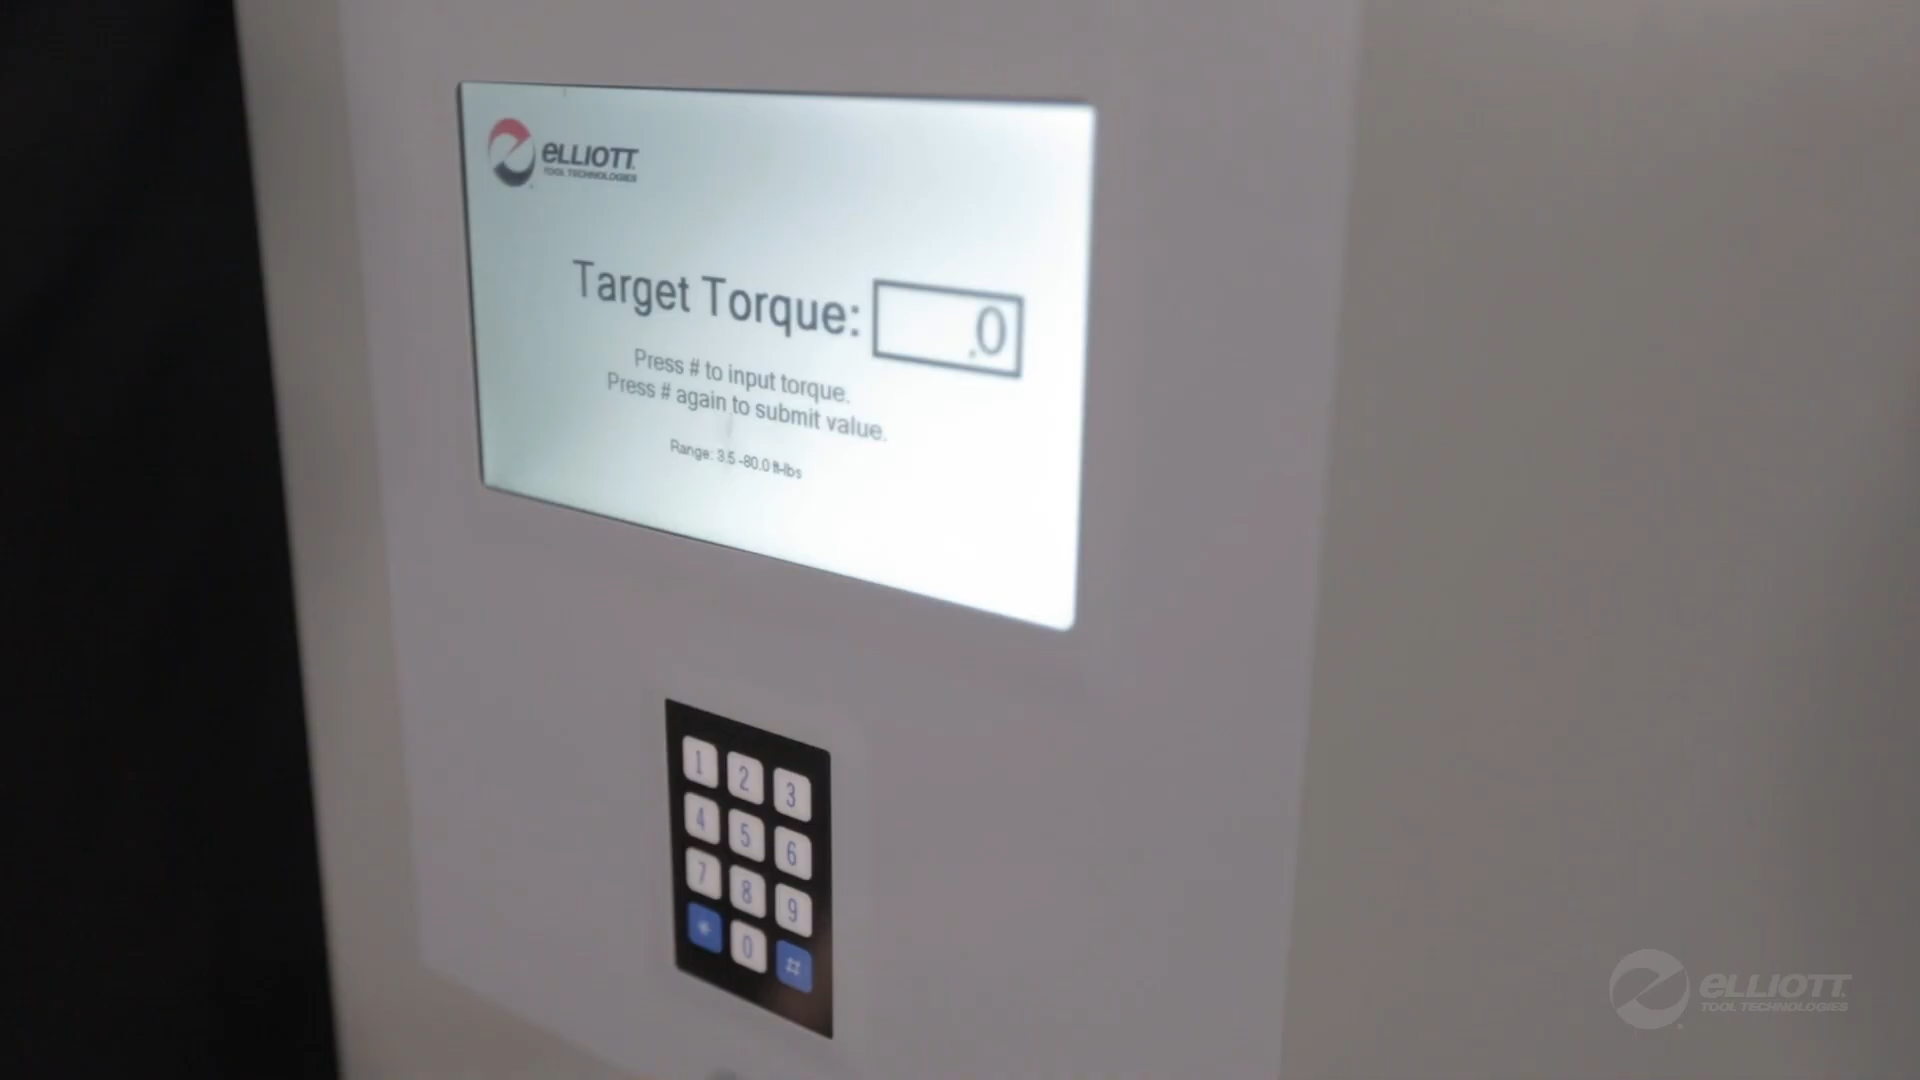 ELLIOTT
TOOL TECHNOLOGIES
Target Torque: .0
Press # to input torque.
Press # again to submit value.
Range: 3.5 -80.0 ft-lbs
1 2 3
4 5 6
7 8 9
* 0 #
ELLIOTT
TOOL TECHNOLOGIES